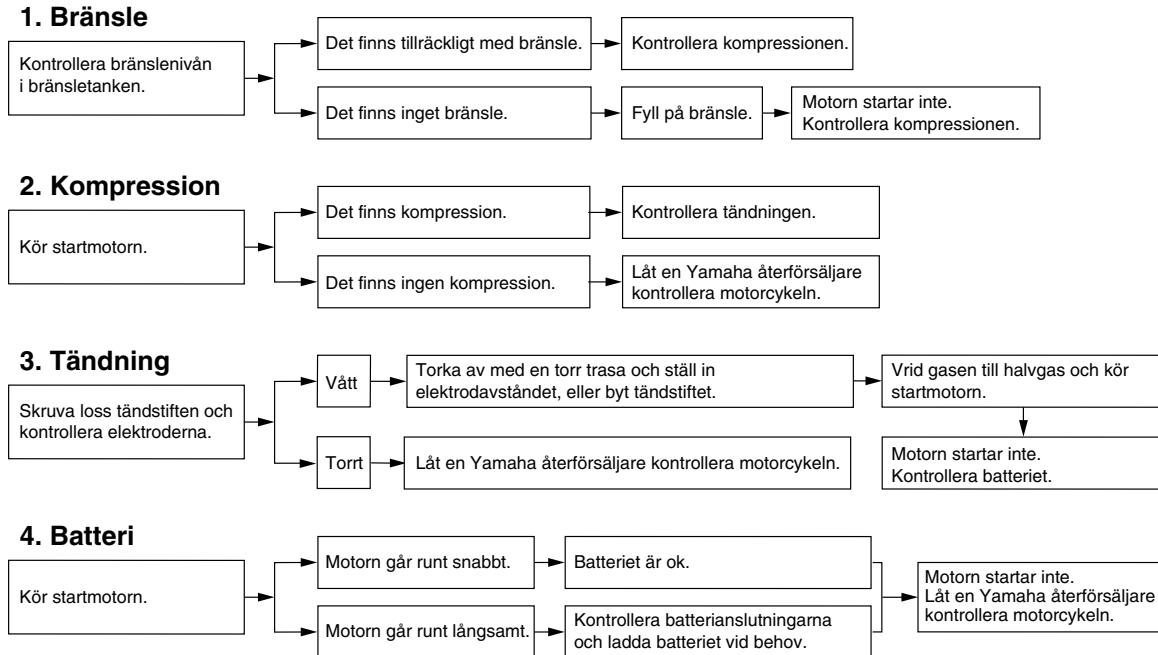 1. Bränsle
Kontrollera bränslenivån
i bränsletanken.
Det finns tillräckligt med bränsle.
Kontrollera kompressionen.
Det finns inget bränsle.
Fyll på bränsle.
Motorn startar inte.
Kontrollera kompressionen.
2. Kompression
Kör startmotorn.
Det finns kompression.
Kontrollera tändningen.
Det finns ingen kompression.
Låt en Yamaha återförsäljare
kontrollera motorcykeln.
3. Tändning
Skruva loss tändstiften och
kontrollera elektroderna.
Vått
Torka av med en torr trasa och ställ in
elektrodavståndet, eller byt tändstiftet.
Vrid gasen till halvgas och kör
startmotorn.
Motorn startar inte.
Kontrollera batteriet.
Torrt
Låt en Yamaha återförsäljare kontrollera motorcykeln.
4. Batteri
Kör startmotorn.
Motorn går runt snabbt.
Batteriet är ok.
Motorn går runt långsamt.
Kontrollera batterianslutningarna
och ladda batteriet vid behov.
Motorn startar inte.
Låt en Yamaha återförsäljare
kontrollera motorcykeln.